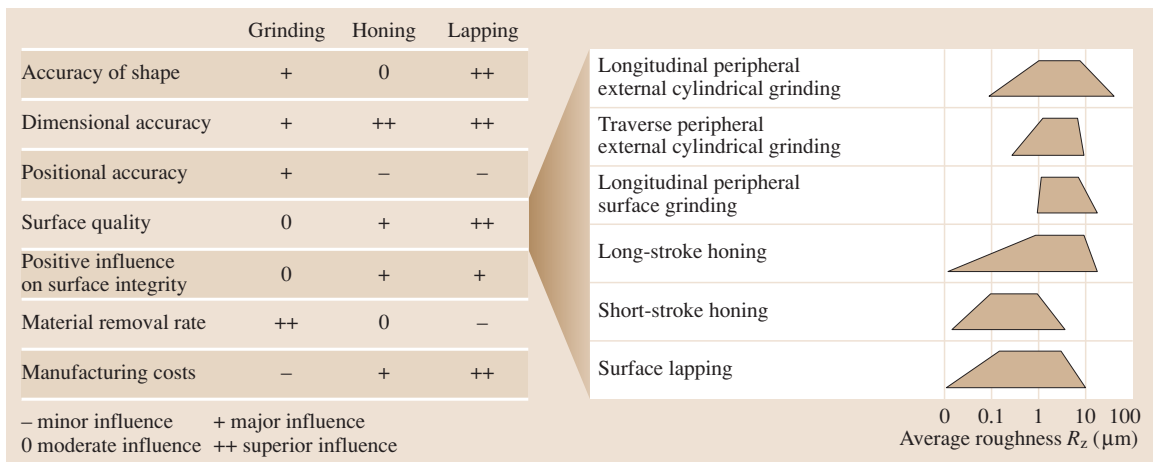 Grinding Honing Lapping
Accuracy of shape + 0 ++
Dimensional accuracy + ++ ++
Positional accuracy + – –
Surface quality 0 + ++
Positive influence
on surface integrity 0 + +
Material removal rate ++ 0 –
Manufacturing costs – + ++
– minor influence + major influence
0 moderate influence ++ superior influence
Longitudinal peripheral
external cylindrical grinding
Traverse peripheral
external cylindrical grinding
Longitudinal peripheral
surface grinding
Long-stroke honing
Short-stroke honing
Surface lapping
0 0.1 1 10 100
Average roughness Rz (μm)